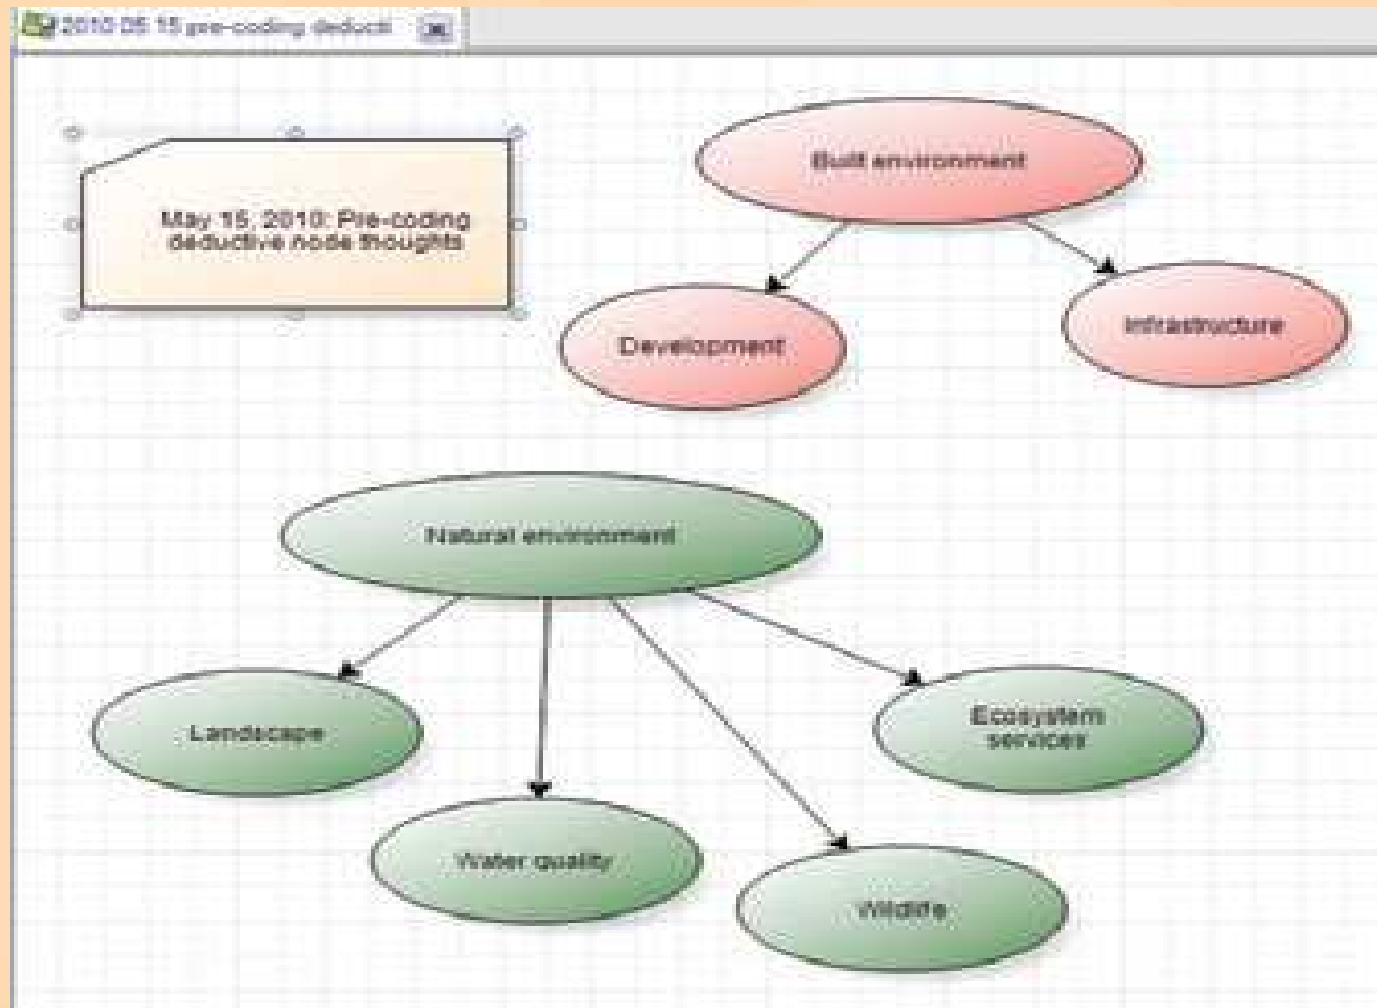 2010 05 15 pre-coding deducti
May 15, 2010: Pre-coding
deductive node thoughts
Built environment
Development
Infrastructure
Natural environment
Landscape
Ecosystem
services
Water quality
Wildlife